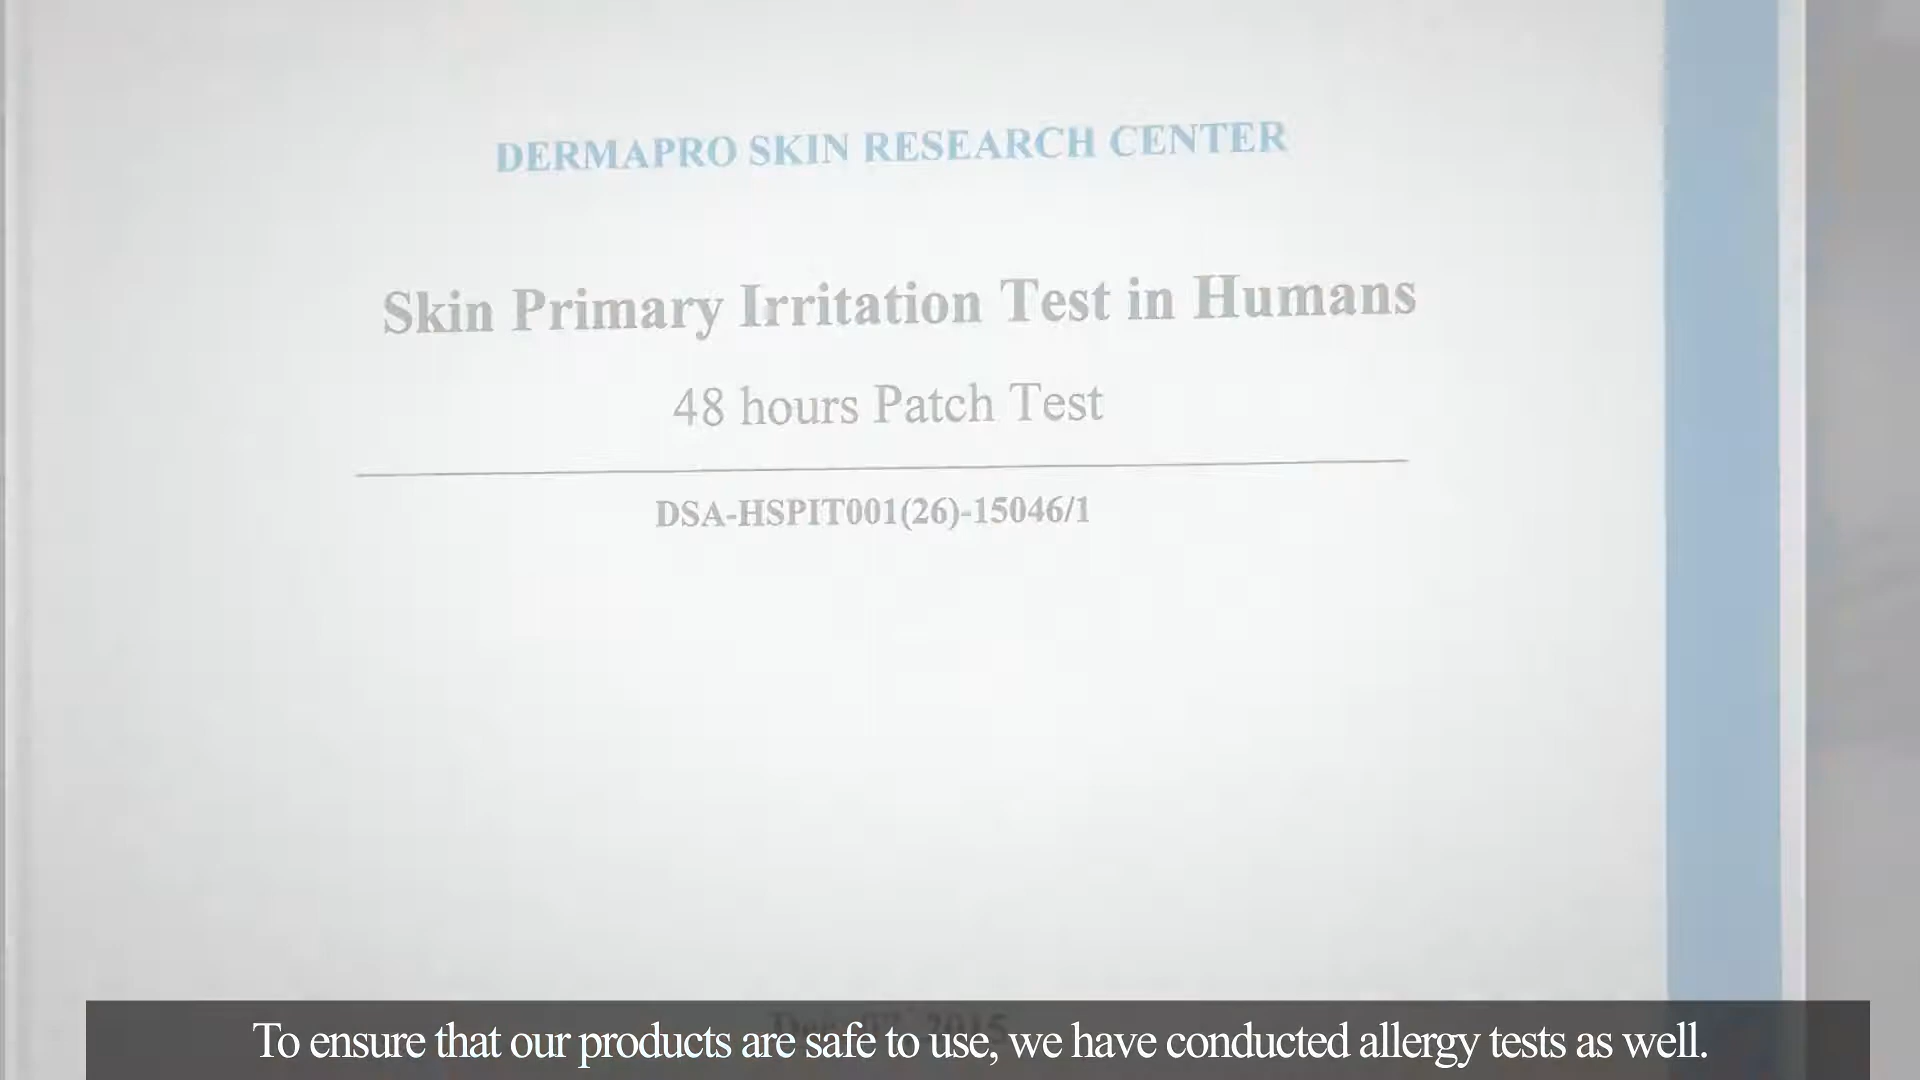 DERMAPRO SKIN RESEARCH CENTER
Skin Primary Irritation Test in Humans
48 hours Patch Test
DSA-HSPIT001(26)-15046/1
2015
To ensure that our products are safe to use, we have conducted allergy tests as well.